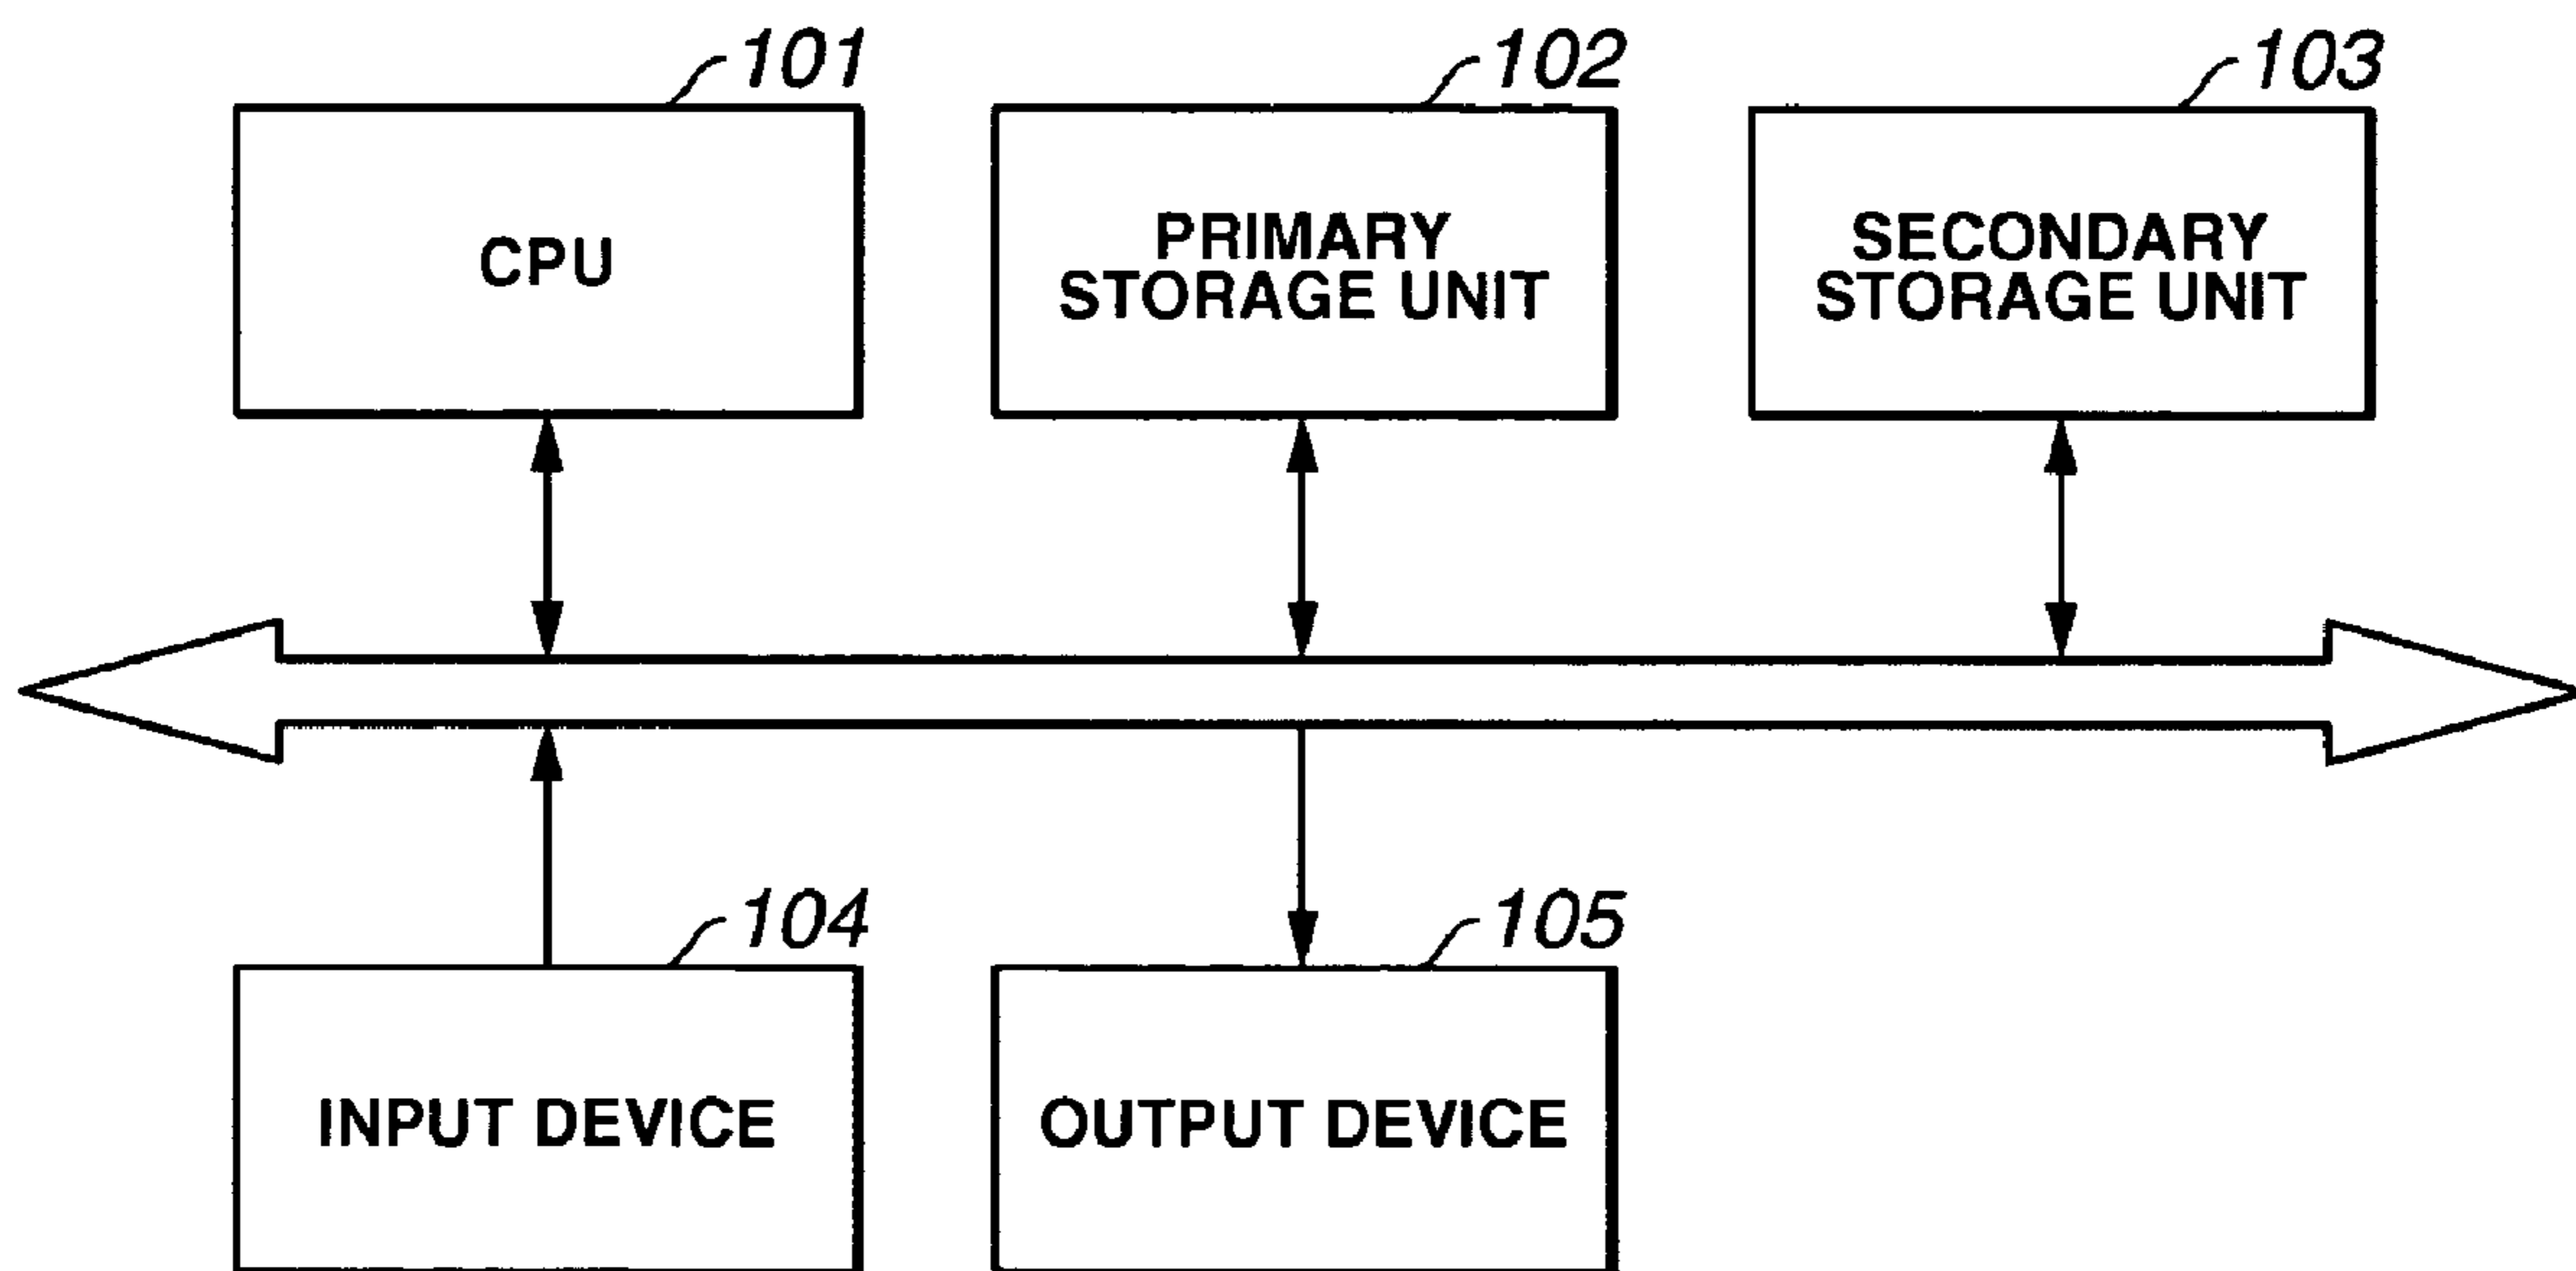 101
CPU
102
PRIMARY
STORAGE UNIT
103
SECONDARY
STORAGE UNIT
104
INPUT DEVICE
105
OUTPUT DEVICE